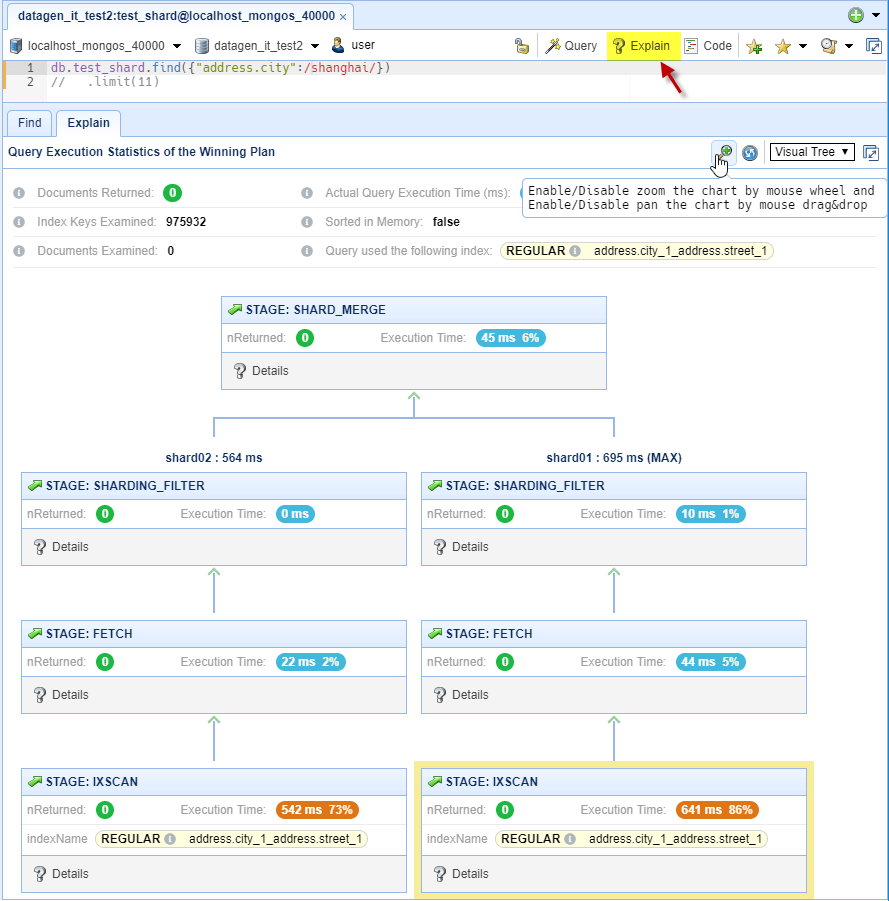 datagen_it_test2:test_shard@localhost_mongos_40000 ×
localhost_mongos_40000 datagen_it_test2 user Query Explain Code
1 db.test_shard.find({"address.city":/shanghai/})
2 // .limit(11)
Find Explain
Query Execution Statistics of the Winning Plan Visual Tree
Enable/Disable zoom the chart by mouse wheel and
Enable/Disable pan the chart by mouse drag&drop
Documents Returned: 0 Actual Query Execution Time (ms):
Index Keys Examined: 975932 Sorted in Memory: false
Documents Examined: 0 Query used the following index: REGULAR address.city_1_address.street_1
STAGE: SHARD_MERGE
nReturned: 0 Execution Time: 45 ms 6%
Details
shard02 : 564 ms shard01 : 695 ms (MAX)
STAGE: SHARDING_FILTER STAGE: SHARDING_FILTER
nReturned: 0 Execution Time: 0 ms nReturned: 0 Execution Time: 10 ms 1%
Details Details
STAGE: FETCH STAGE: FETCH
nReturned: 0 Execution Time: 22 ms 2% nReturned: 0 Execution Time: 44 ms 5%
Details Details
STAGE: IXSCAN STAGE: IXSCAN
nReturned: 0 Execution Time: 542 ms 73% nReturned: 0 Execution Time: 641 ms 86%
indexName REGULAR address.city_1_address.street_1 indexName REGULAR address.city_1_address.street_1
Details Details